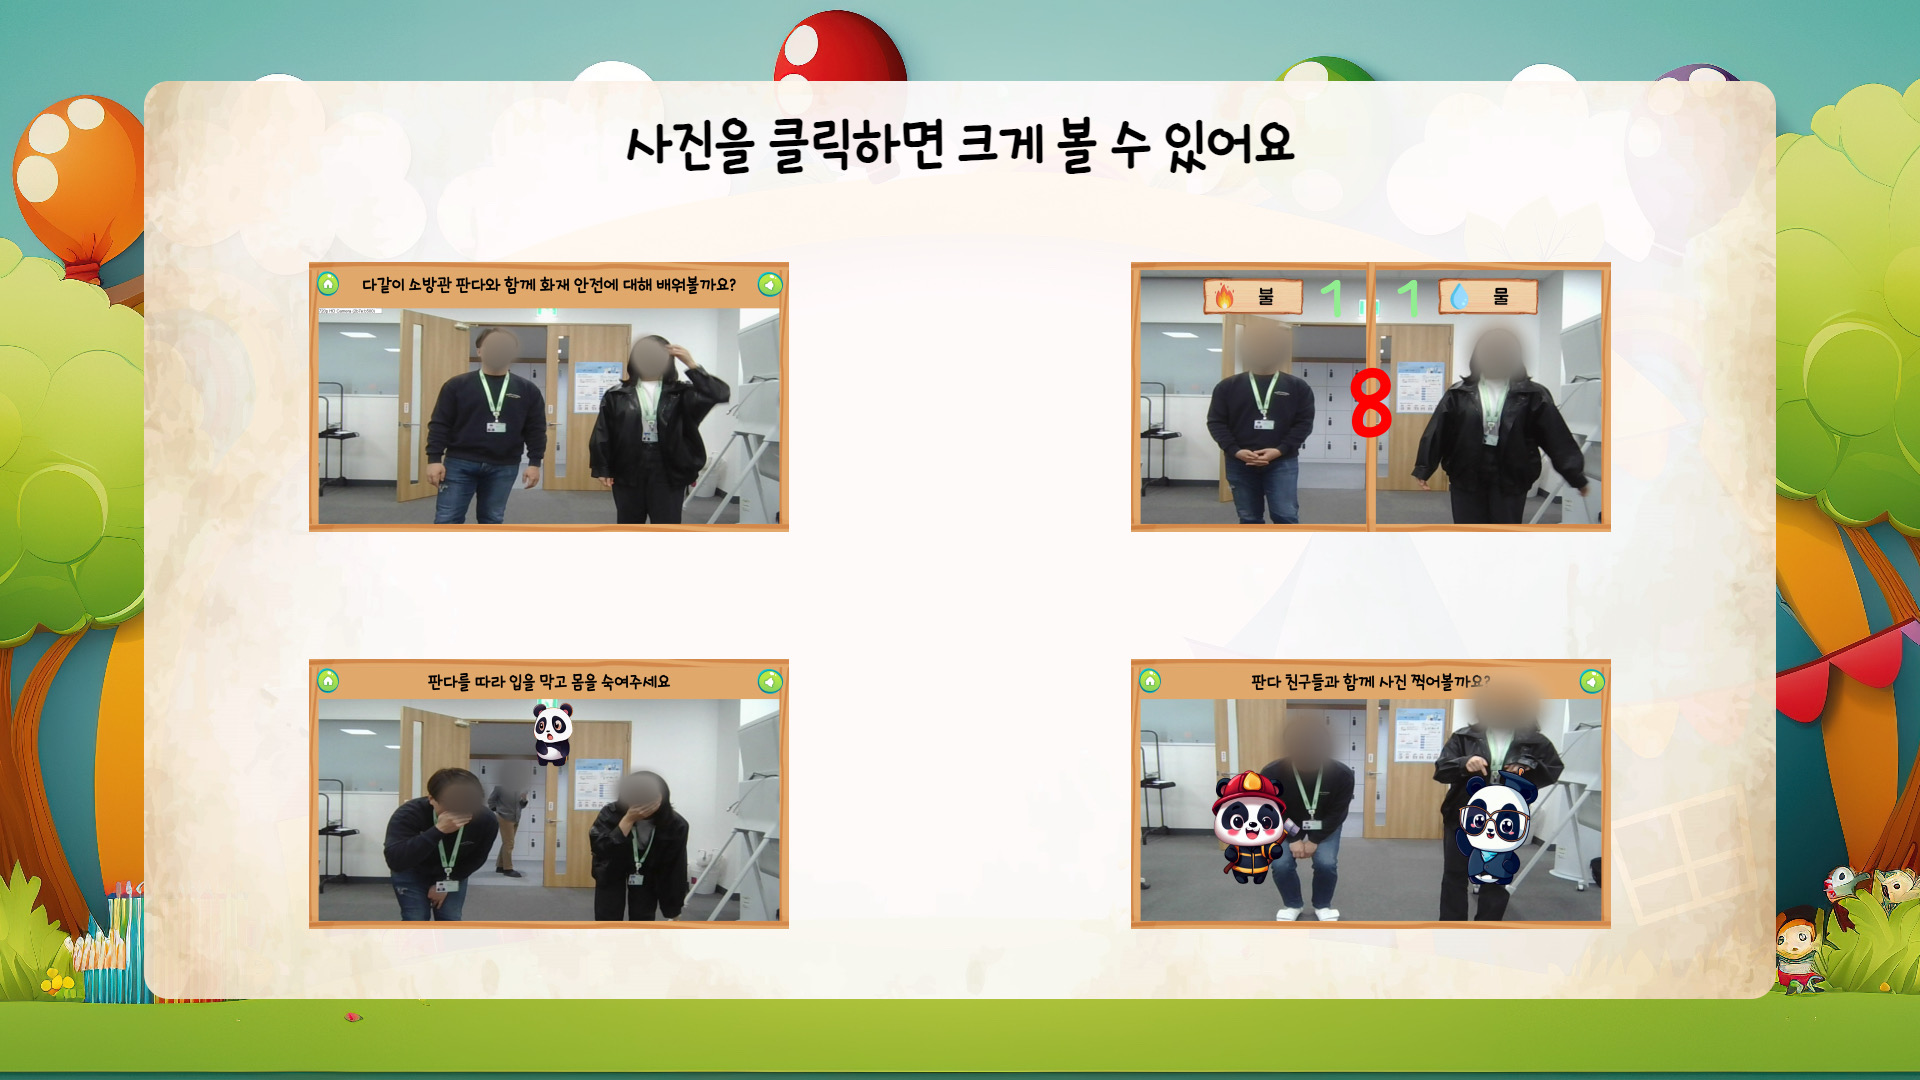 사진을 클릭하면 크게 볼 수 있어요
다같이 소방관 판다와 함께 화재 안전에 대해 배워볼까요?
불 1 1 물
8
판다를 따라 입을 막고 몸을 숙여주세요
판다 친구들과 함께 사진 찍어볼까요?